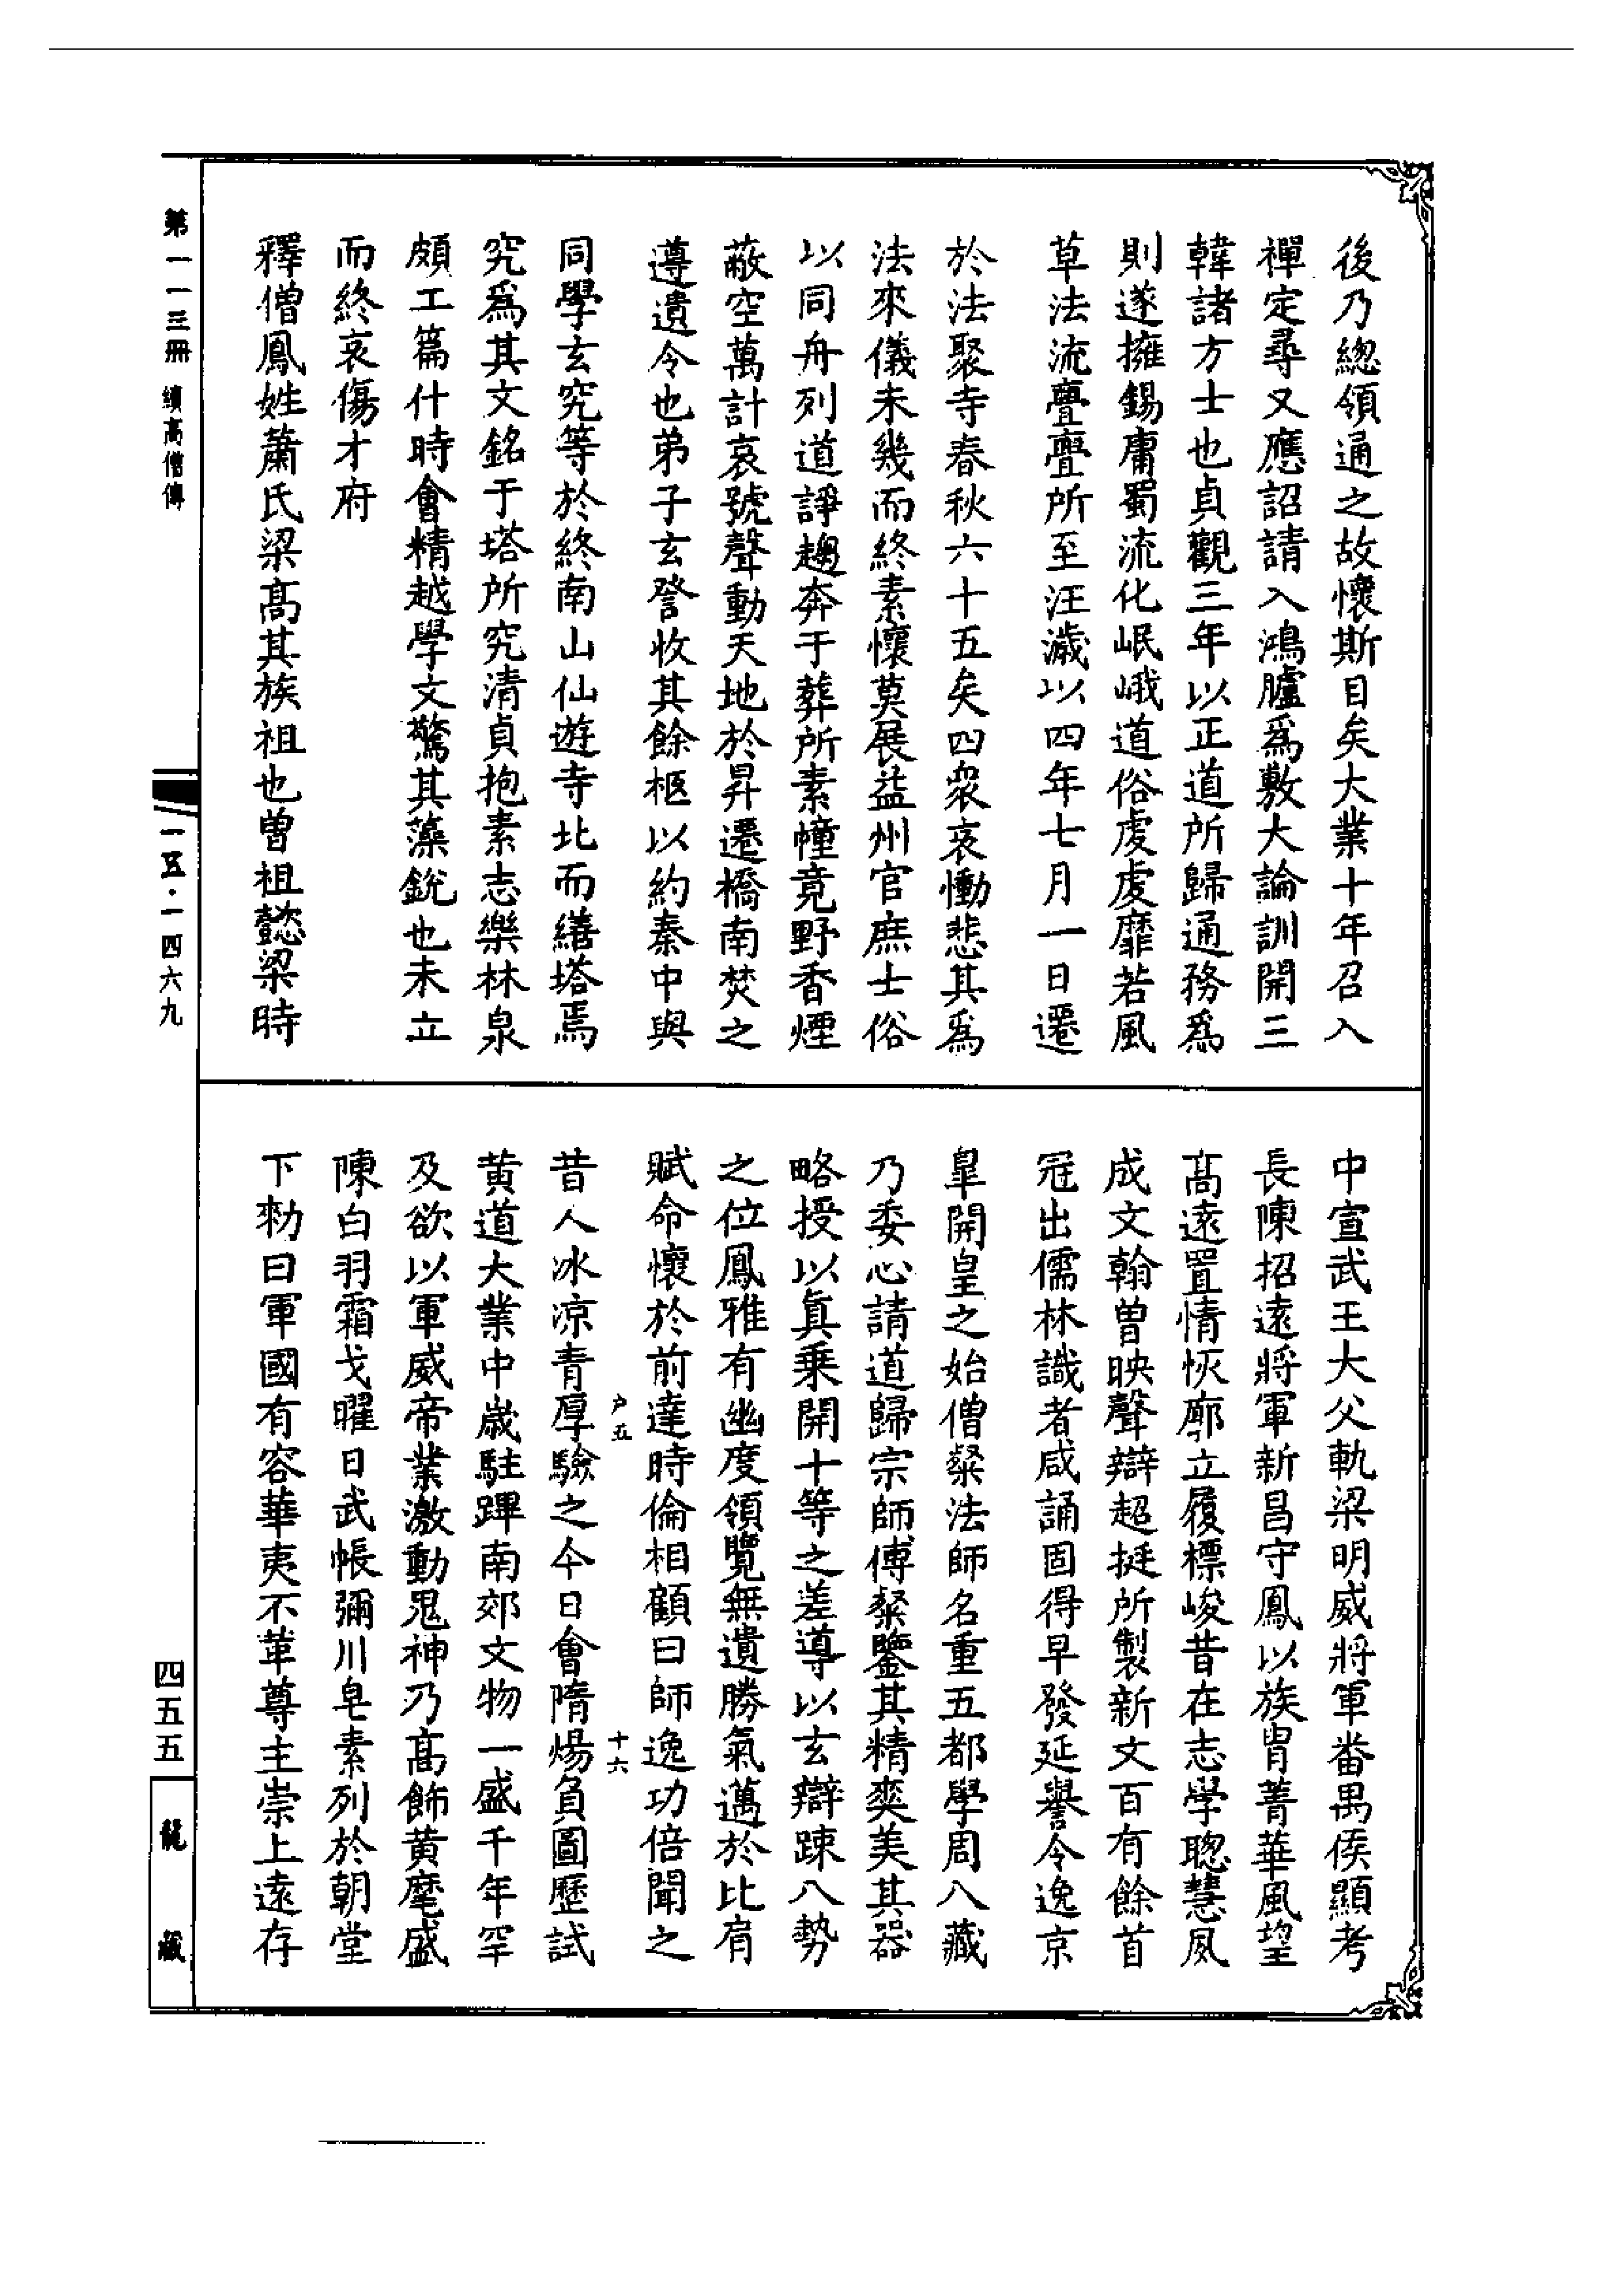 後乃緫領通之故懷斯目矣大業十年召入
禪定尋又應詔請入鴻臚爲敷大論訓開三
韓諸方士也貞觀三年以正道所歸通務爲
則遂擁錫庸蜀流化岷峨道俗虔虔靡若風
草法流亹亹所至汪濊以四年七月一日遷
於法聚寺春秋六十五矣四衆哀慟悲其爲
法來儀未幾而終素懷莫展益州官庶士俗
以同舟列道諍趨奔于葬所素幢竟野香煙
蔽空萬計哀號聲動天地於昇遷橋南焚之
遵遺令也弟子玄詧收其餘柩以約秦中與
同學玄究等於終南山仙遊寺北而繕塔焉
究爲其文銘于塔所究清貞抱素志樂林泉
頗工篇什時會精越學文驚其藻銳也未立
而終哀傷才府
釋僧鳳姓蕭氏梁高其族祖也曾祖懿梁時
中宣武王大父軌梁明威將軍番禺侯顯考
長陳招遠將軍新昌守鳳以族胄菁華風望
高遠置情恢廓立履標峻昔在志學聰慧夙
成文翰曾映聲辯超挺所製新文百有餘首
冠出儒林識者咸誦固得早發延譽令逸京
皐開皇之始僧粲法師名重五都學周八藏
乃委心請道歸宗師傅粲鑒其精爽美其器
略授以眞乘開十等之差導以玄辯踈八勢
之位鳳雅有幽度領覽無遺勝氣邁於比肩
賦命懷於前達時倫相顧曰師逸功倍聞之
昔人冰凉青厚驗之今日會隋煬負圖歷試
黄道大業中歲駐蹕南郊文物一盛千年罕
及欲以軍威帝業激動鬼神乃高飾黄麾盛
陳白羽霜戈曜日武帳彌川皂素列於朝堂
下勑曰軍國有容華夷不革尊主崇上遠存
户五
十六
第一一三冊 續高僧傳
一五·一四六九
四五五
龍藏